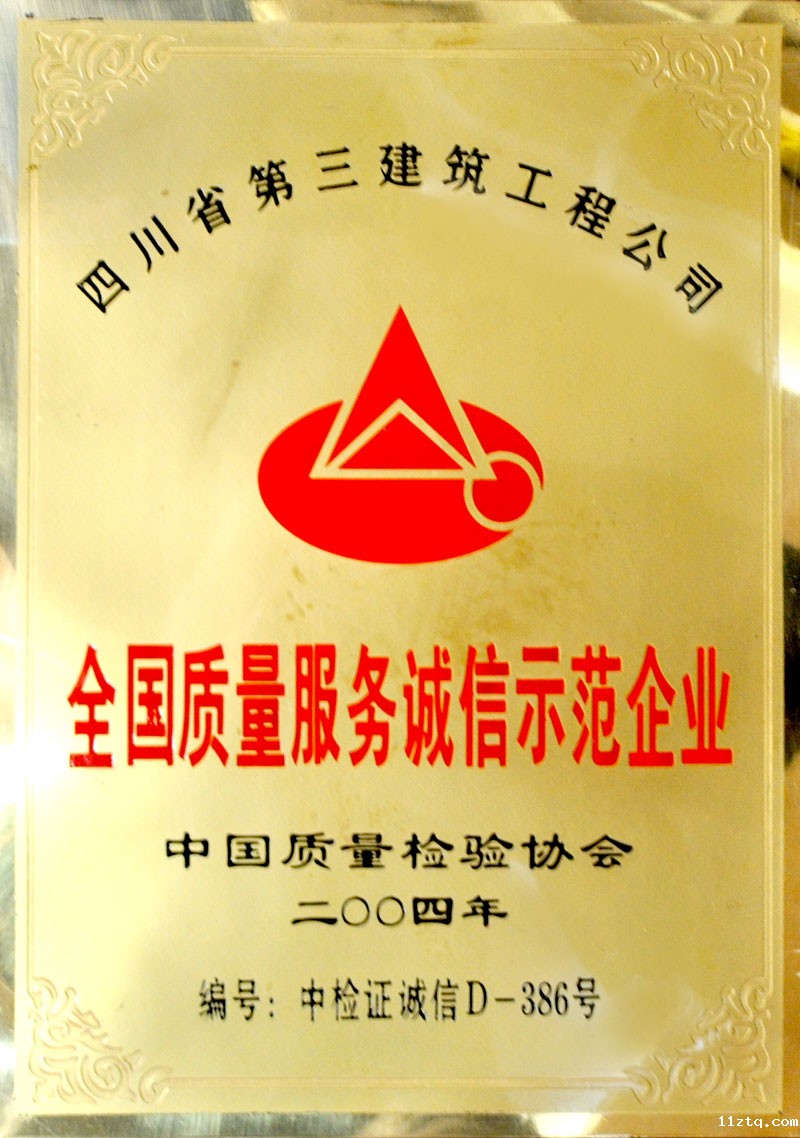 四川省第三建筑工程公司
全国质量服务诚信示范企业
中国质量检验协会
二〇〇四年
编号：中检证诚信D-386号
11ztq.com